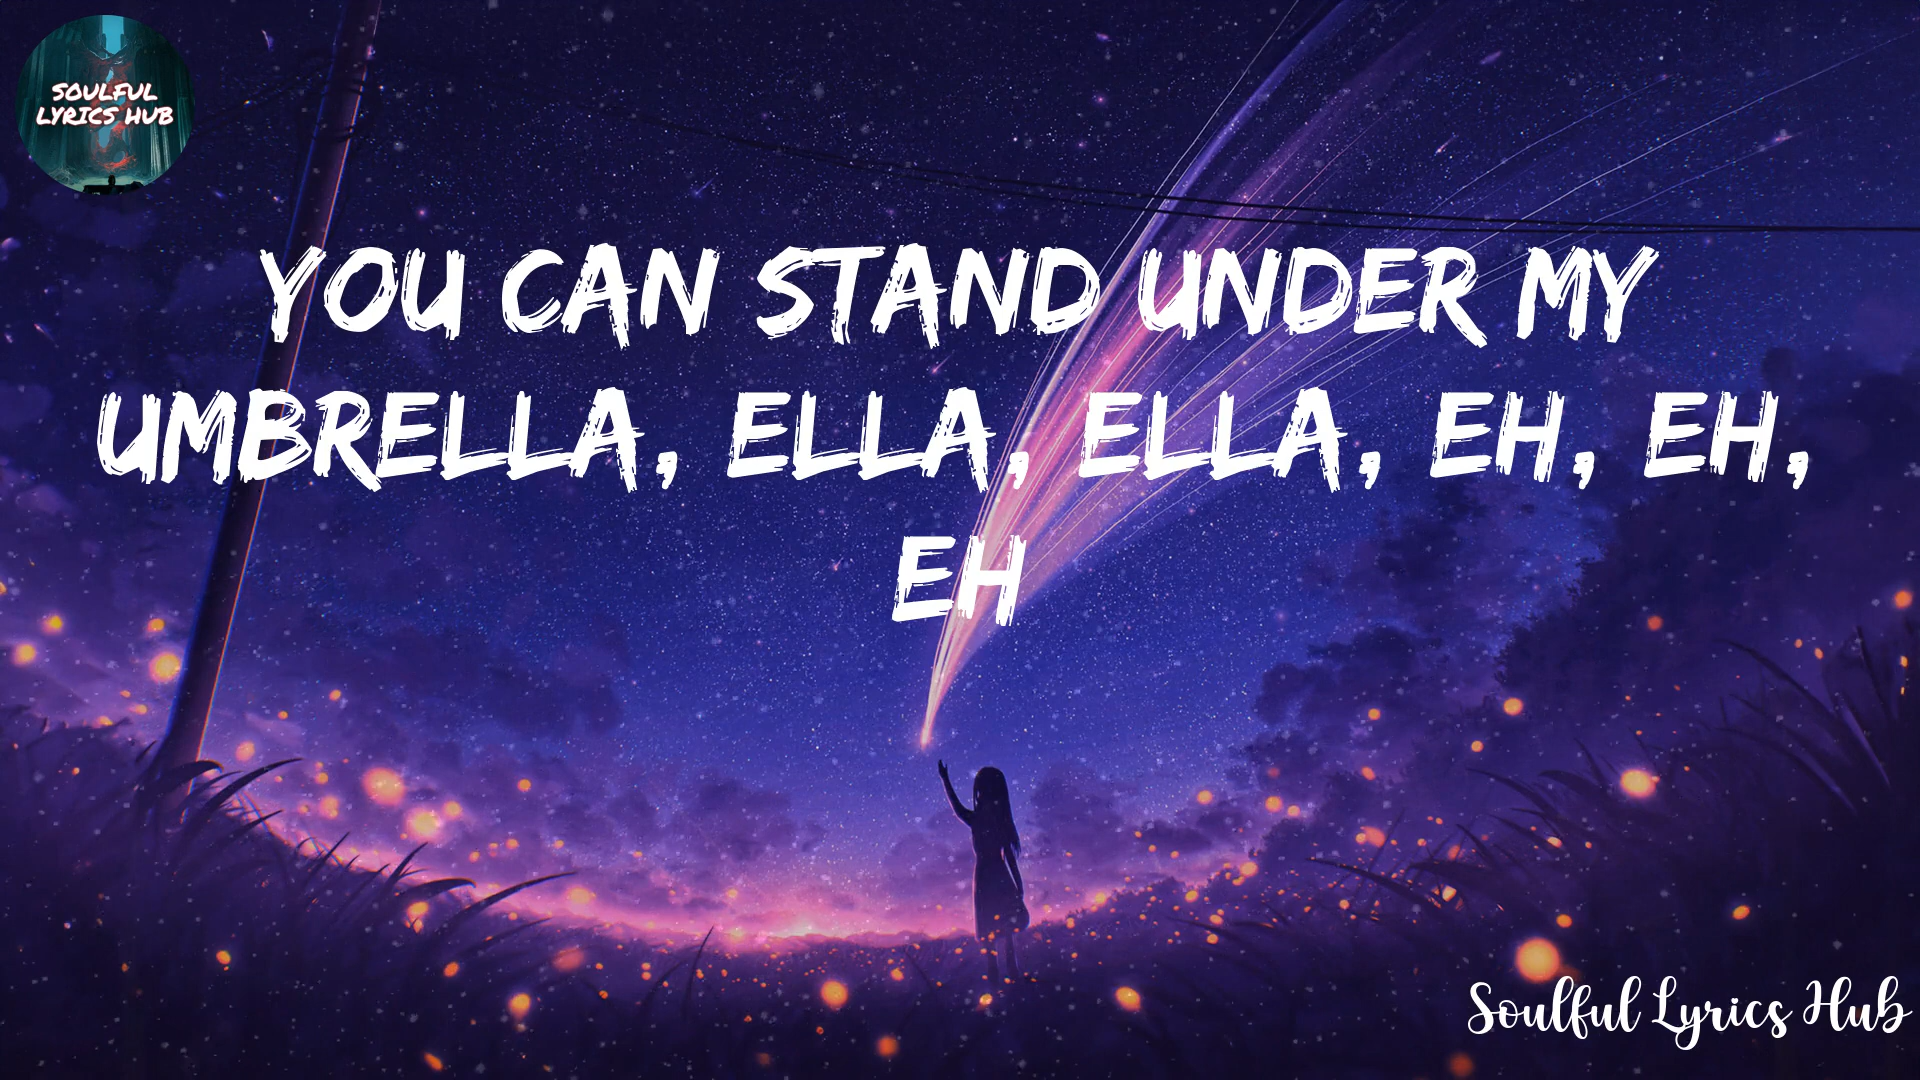 SOULFUL
LYRICS HUB
YOU CAN STAND UNDER MY
UMBRELLA, ELLA, ELLA, EH, EH,
EH
Soulful Lyrics Hub